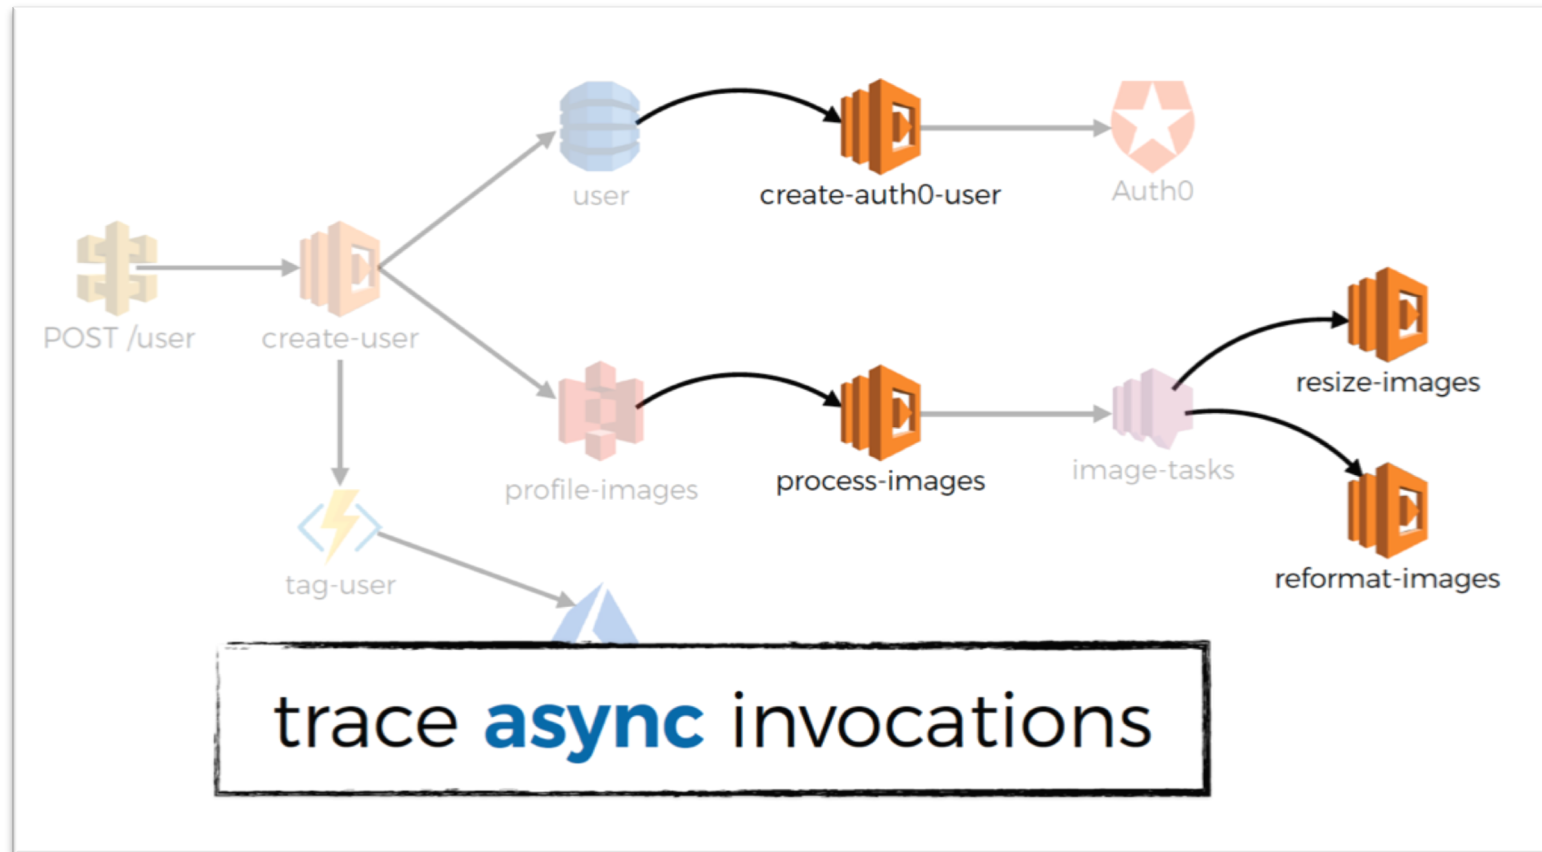 user
create-auth0-user
Auth0
POST /user
create-user
resize-images
profile-images
process-images
image-tasks
tag-user
reformat-images
trace async invocations